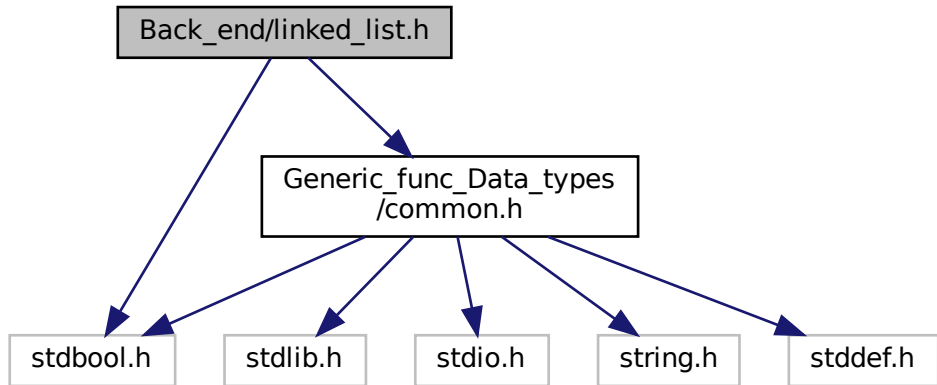 Back_end/linked_list.h
Generic_func_Data_types
/common.h
stdbool.h
stdlib.h
stdio.h
string.h
stddef.h